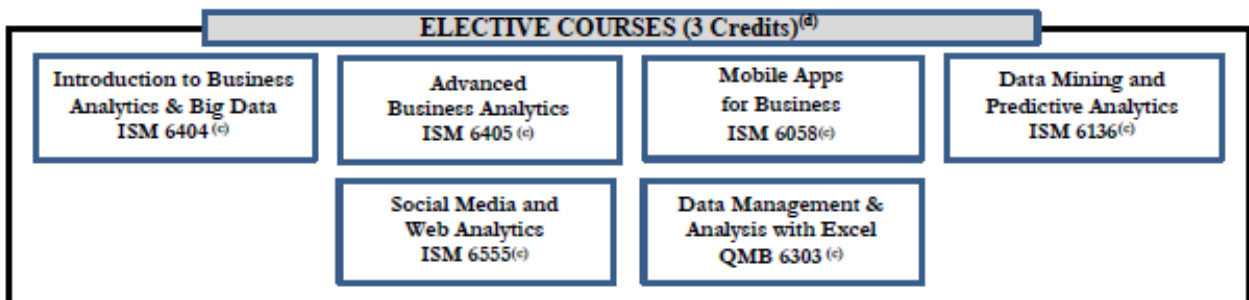 ELECTIVE COURSES (3 Credits)(d)
Introduction to Business
Analytics & Big Data
ISM 6404 (c)
Advanced
Business Analytics
ISM 6405 (c)
Mobile Apps
for Business
ISM 6058(c)
Data Mining and
Predictive Analytics
ISM 6136(c)
Social Media and
Web Analytics
ISM 6555(c)
Data Management &
Analysis with Excel
QMB 6303 (c)